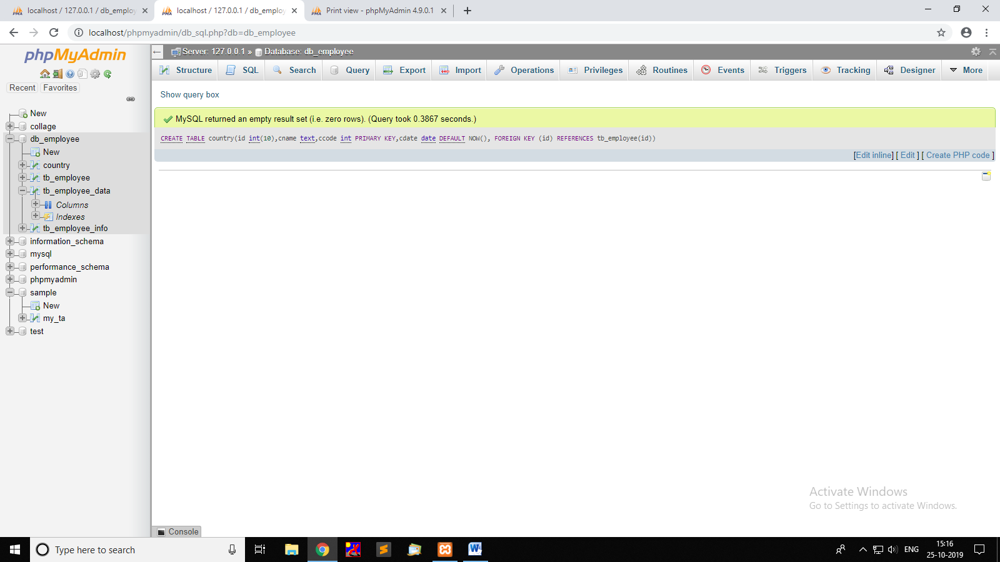 localhost / 127.0.0.1 / db_employ
localhost / 127.0.0.1 / db_employ
Print view - phpMyAdmin 4.9.0.1
localhost/phpmyadmin/db_sql.php?db=db_employee
phpMyAdmin
Recent Favorites
New
collage
db_employee
New
country
tb_employee
tb_employee_data
Columns
Indexes
tb_employee_info
information_schema
mysql
performance_schema
phpmyadmin
sample
New
my_ta
test
Server: 127.0.0.1 » Database: db_employee
Structure SQL Search Query Export Import Operations Privileges Routines Events Triggers Tracking Designer More
Show query box
MySQL returned an empty result set (i.e. zero rows). (Query took 0.3867 seconds.)
CREATE TABLE country(id int(10),cname text,ccode int PRIMARY KEY,cdate date DEFAULT NOW(), FOREIGN KEY (id) REFERENCES tb_employee(id))
[Edit inline] [ Edit ] [ Create PHP code ]
Activate Windows
Go to Settings to activate Windows.
Console
Type here to search
ENG
15:16
25-10-2019